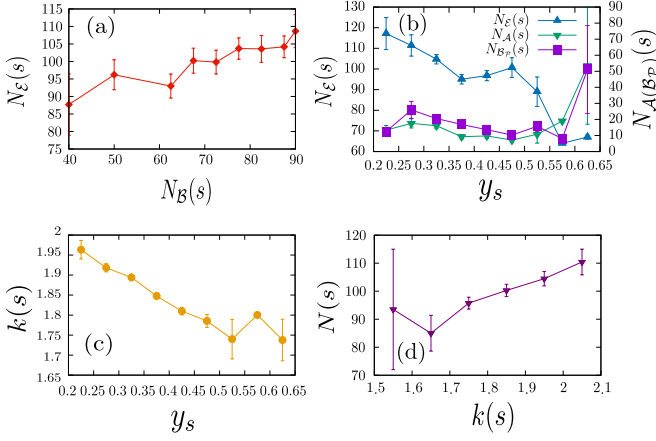 (a)
115
110
105
100
95
90
85
80
75
N_ℰ(s)
40 50 60 70 80 90
N_ℬ(s)
(b)
N_ℰ(s)
N_𝒜(s)
N_ℬ_𝒫(s)
130
120
110
100
90
80
70
60
N_ℰ(s)
90
80
70
60
50
40
30
20
10
0
N_𝒜(ℬ_𝒫)(s)
0.2 0.25 0.3 0.35 0.4 0.45 0.5 0.55 0.6 0.65
y_s
2
1.95
1.9
1.85
1.8
1.75
1.7
1.65
k(s)
(c)
0.2 0.25 0.3 0.35 0.4 0.45 0.5 0.55 0.6 0.65
y_s
120
110
100
90
80
70
N(s)
(d)
1.5 1.6 1.7 1.8 1.9 2 2.1
k(s)